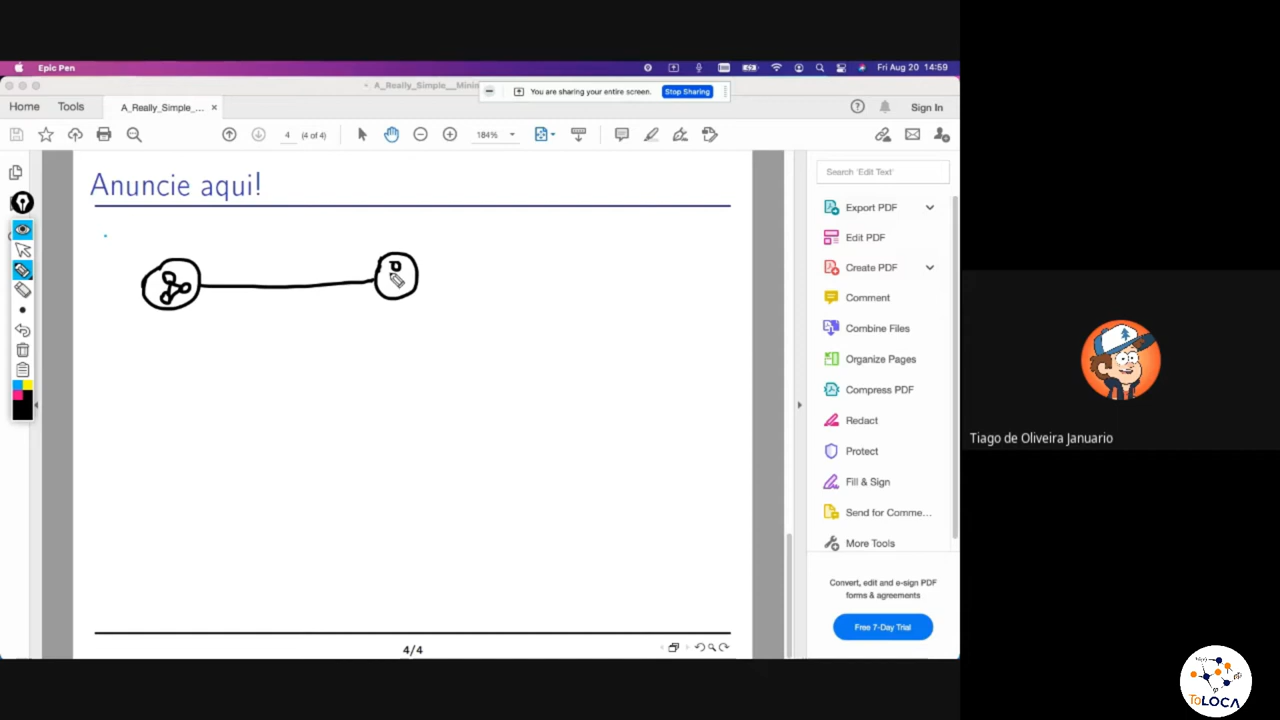 Epic Pen
Fri Aug 20 14:59
A_Really_Simple__Minin
You are sharing your entire screen.
Stop Sharing
Home
Tools
A_Really_Simple_...
Sign In
4
(4 of 4)
184%
Anuncie aqui!
Search 'Edit Text'
Export PDF
Edit PDF
Create PDF
Comment
Combine Files
Organize Pages
Compress PDF
Redact
Protect
Fill & Sign
Send for Comme...
More Tools
Convert, edit and e-sign PDF
forms & agreements
Free 7-Day Trial
4/4
Tiago de Oliveira Januario
ToLOCA